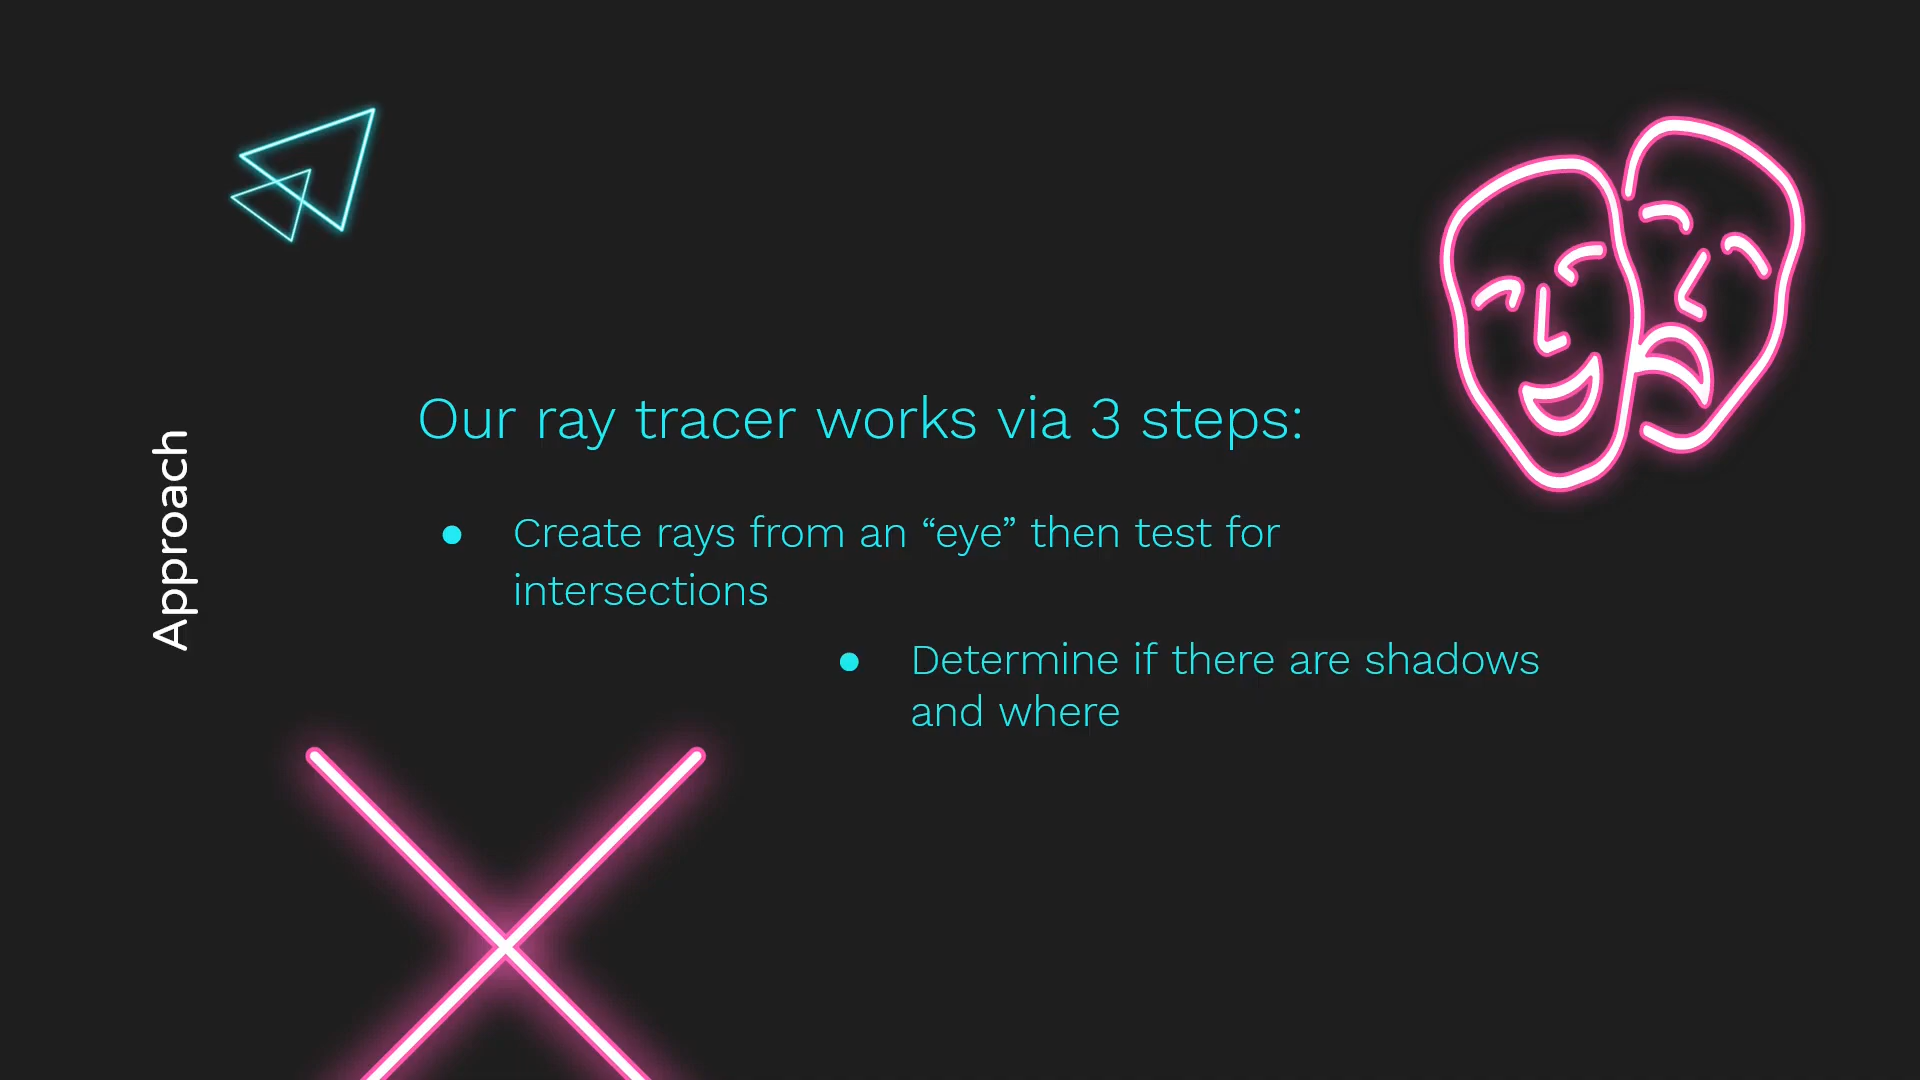 Approach
Our ray tracer works via 3 steps:
● Create rays from an “eye” then test for
intersections
● Determine if there are shadows
and where